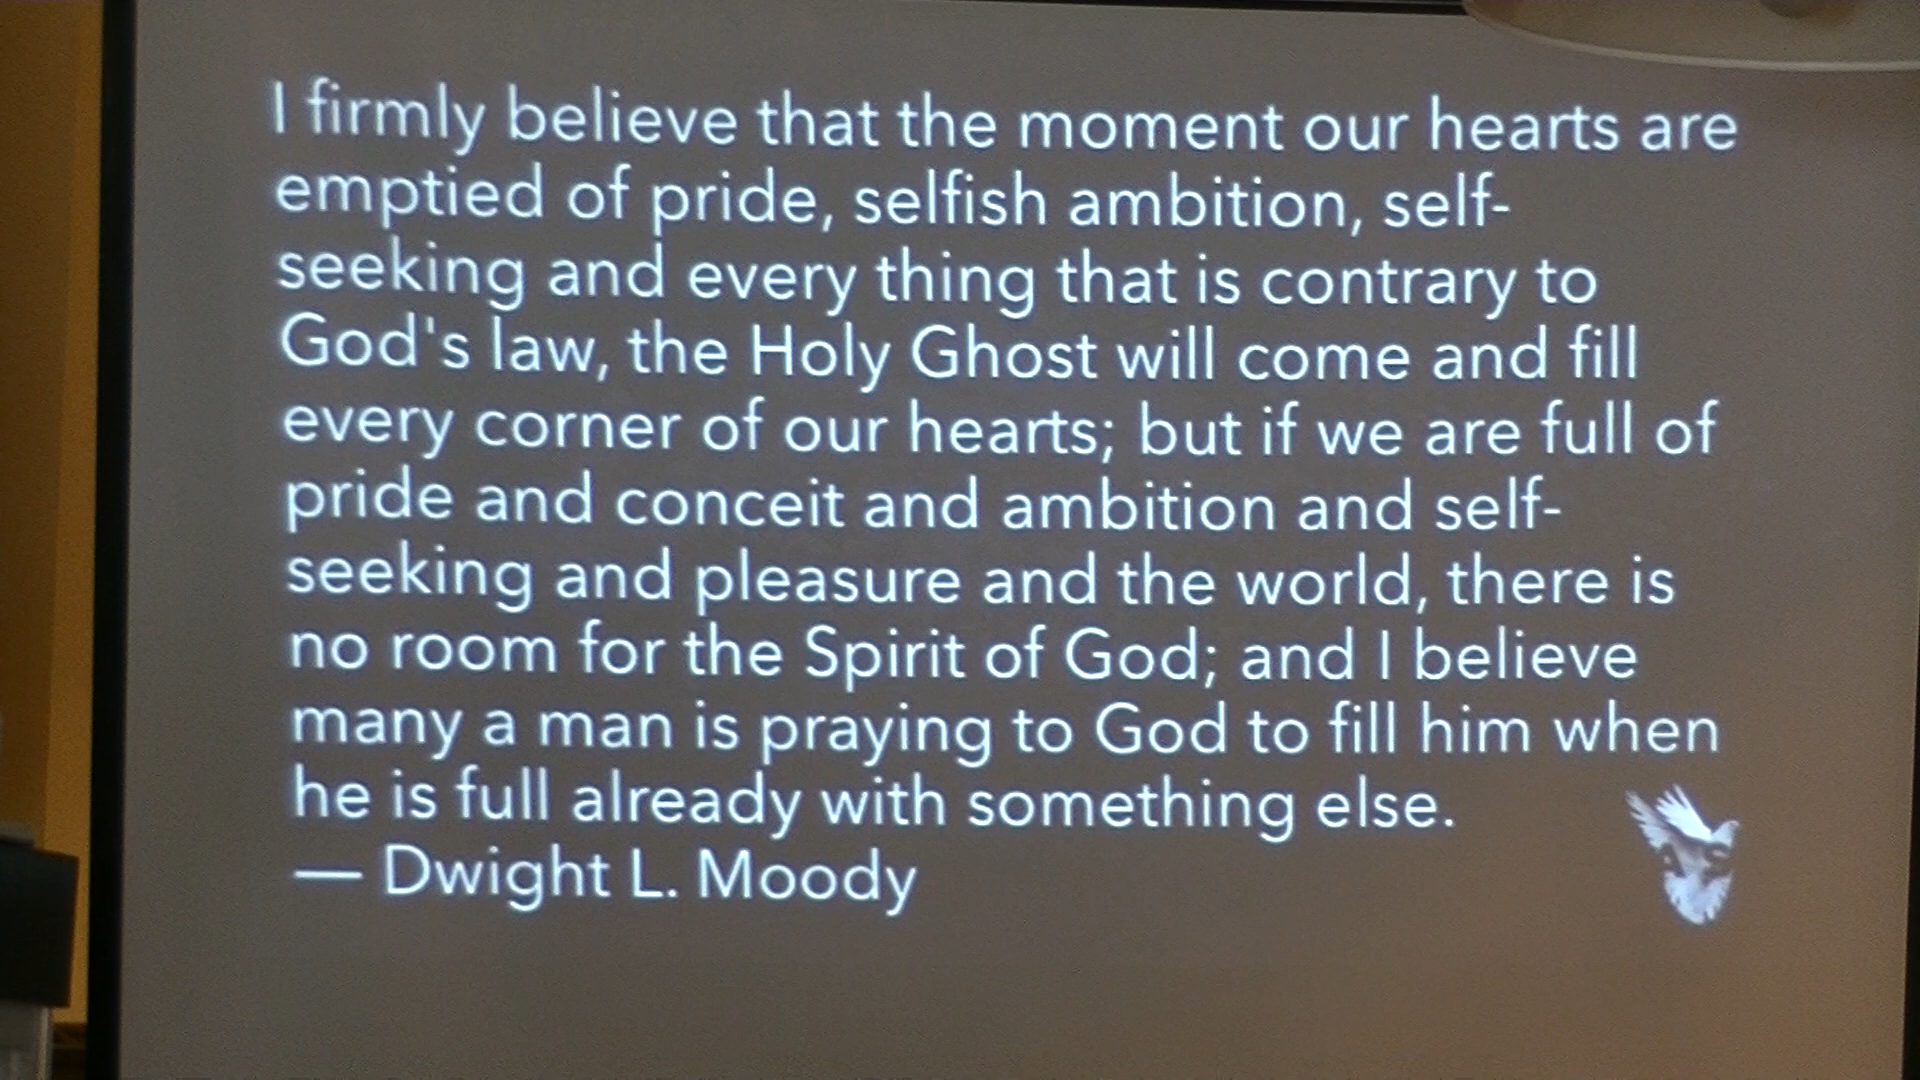 I firmly believe that the moment our hearts are
emptied of pride, selfish ambition, self-
seeking and every thing that is contrary to
God's law, the Holy Ghost will come and fill
every corner of our hearts; but if we are full of
pride and conceit and ambition and self-
seeking and pleasure and the world, there is
no room for the Spirit of God; and I believe
many a man is praying to God to fill him when
he is full already with something else.
— Dwight L. Moody